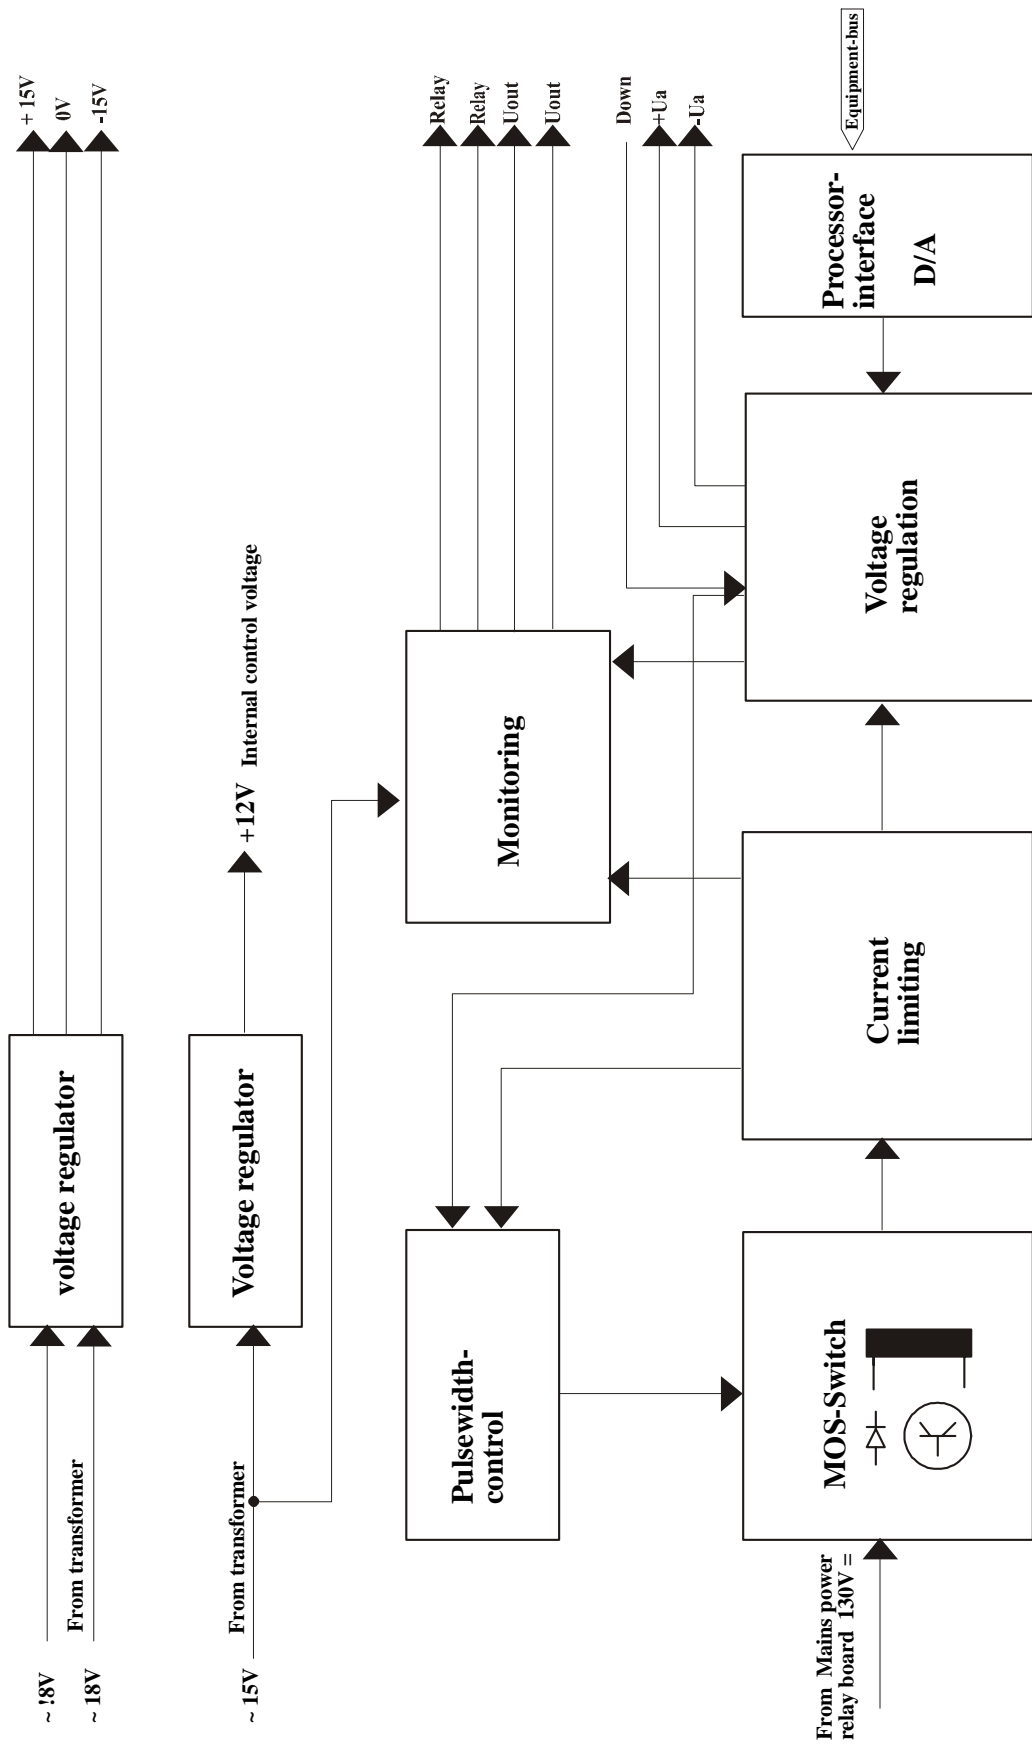 ~ !8V
~ 18V
From transformer
voltage regulator
+ 15V
0V
-15V
~ 15V
From transformer
Voltage regulator
+12V Internal control voltage
Pulsewidth-
control
Monitoring
Relay
Relay
Uout
Uout
Down
+Ua
-Ua
From Mains power
relay board 130V =
MOS-Switch
Current
limiting
Voltage
regulation
Processor-
interface
D/A
Equipment-bus